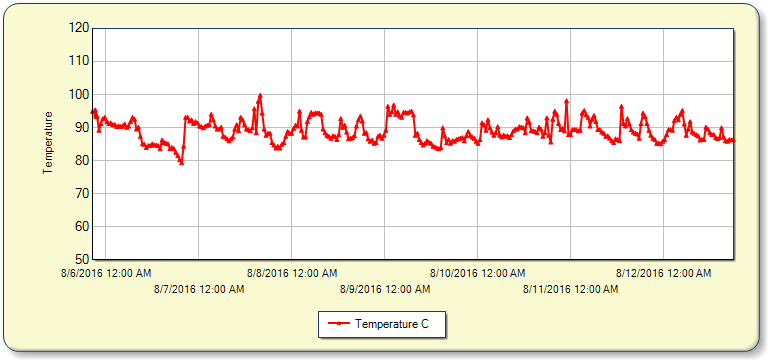 120
110
100
90
80
70
60
50
Temperature
8/6/2016 12:00 AM
8/7/2016 12:00 AM
8/8/2016 12:00 AM
8/9/2016 12:00 AM
8/10/2016 12:00 AM
8/11/2016 12:00 AM
8/12/2016 12:00 AM
Temperature C